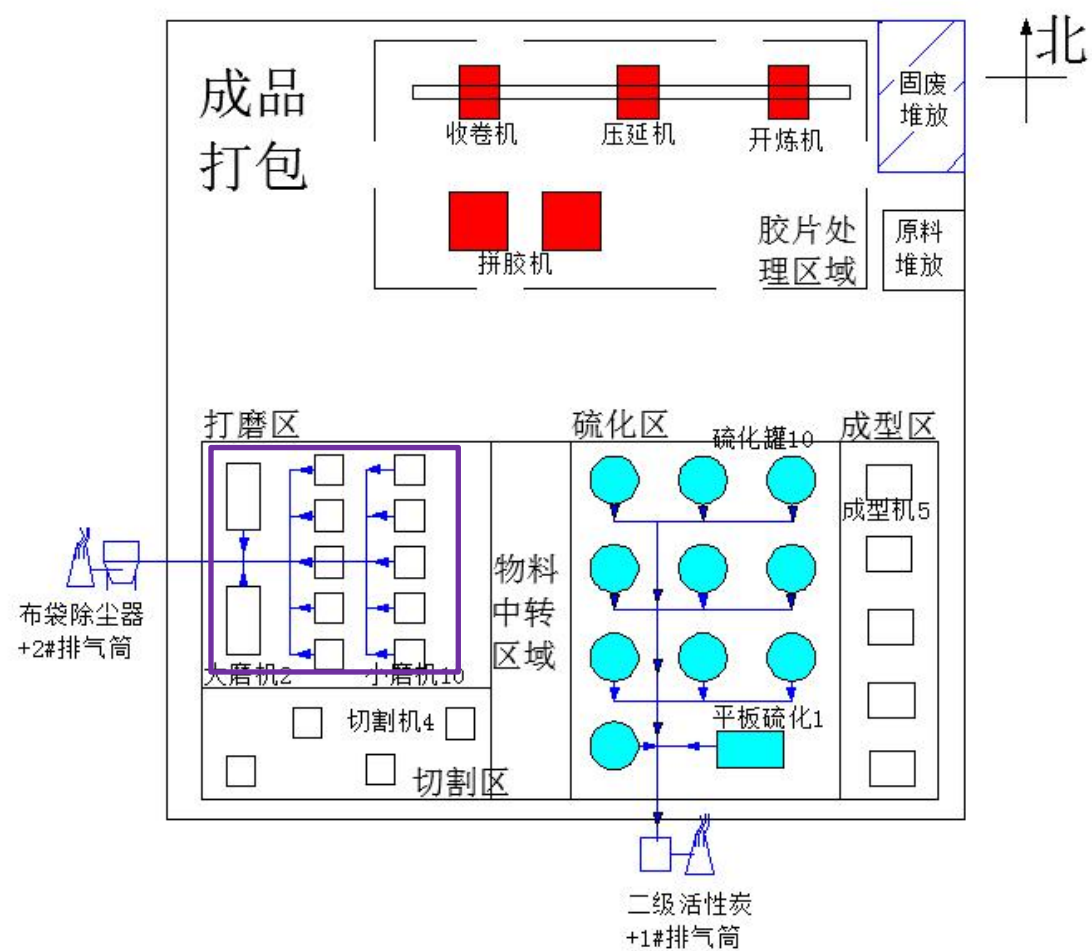 北
成品
打包
收卷机
压延机
开炼机
固废
堆放
拼胶机
胶片处
理区域
原料
堆放
打磨区
硫化区
成型区
硫化罐10
成型机5
物料
中转
区域
布袋除尘器
+2#排气筒
大磨机2
小磨机10
切割机4
平板硫化1
切割区
二级活性炭
+1#排气筒